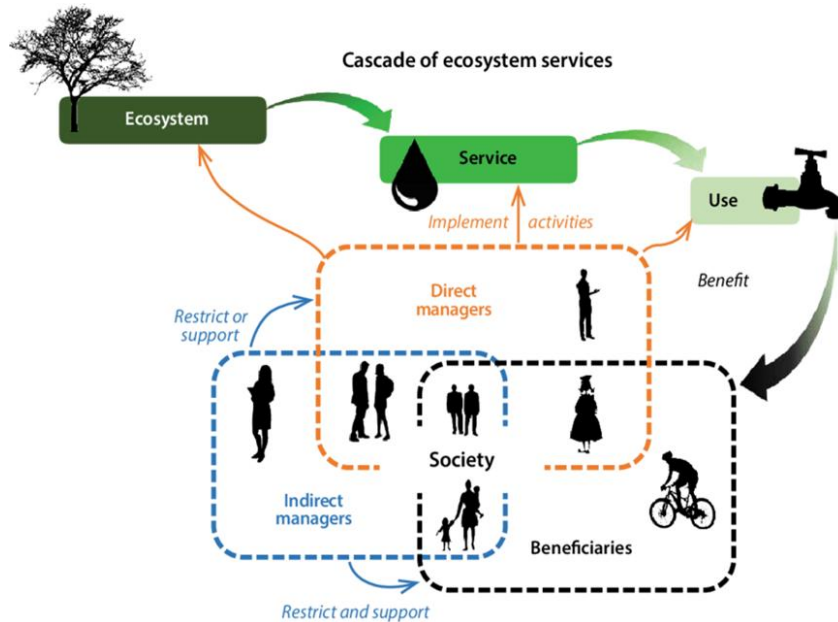 Cascade of ecosystem services
Ecosystem
Service
Use
Implement activities
Benefit
Direct
managers
Restrict or
support
Society
Indirect
managers
Beneficiaries
Restrict and support